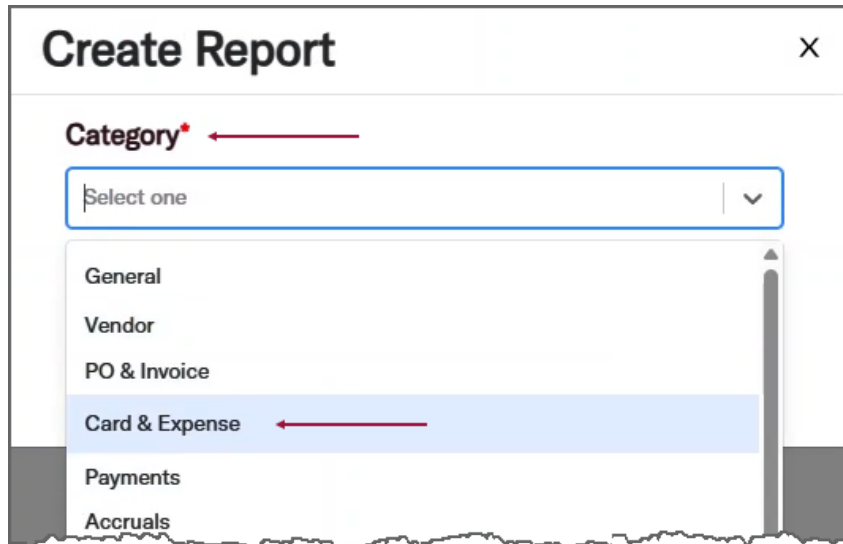 Create Report
Category*
Select one
General
Vendor
PO & Invoice
Card & Expense
Payments
Accruals